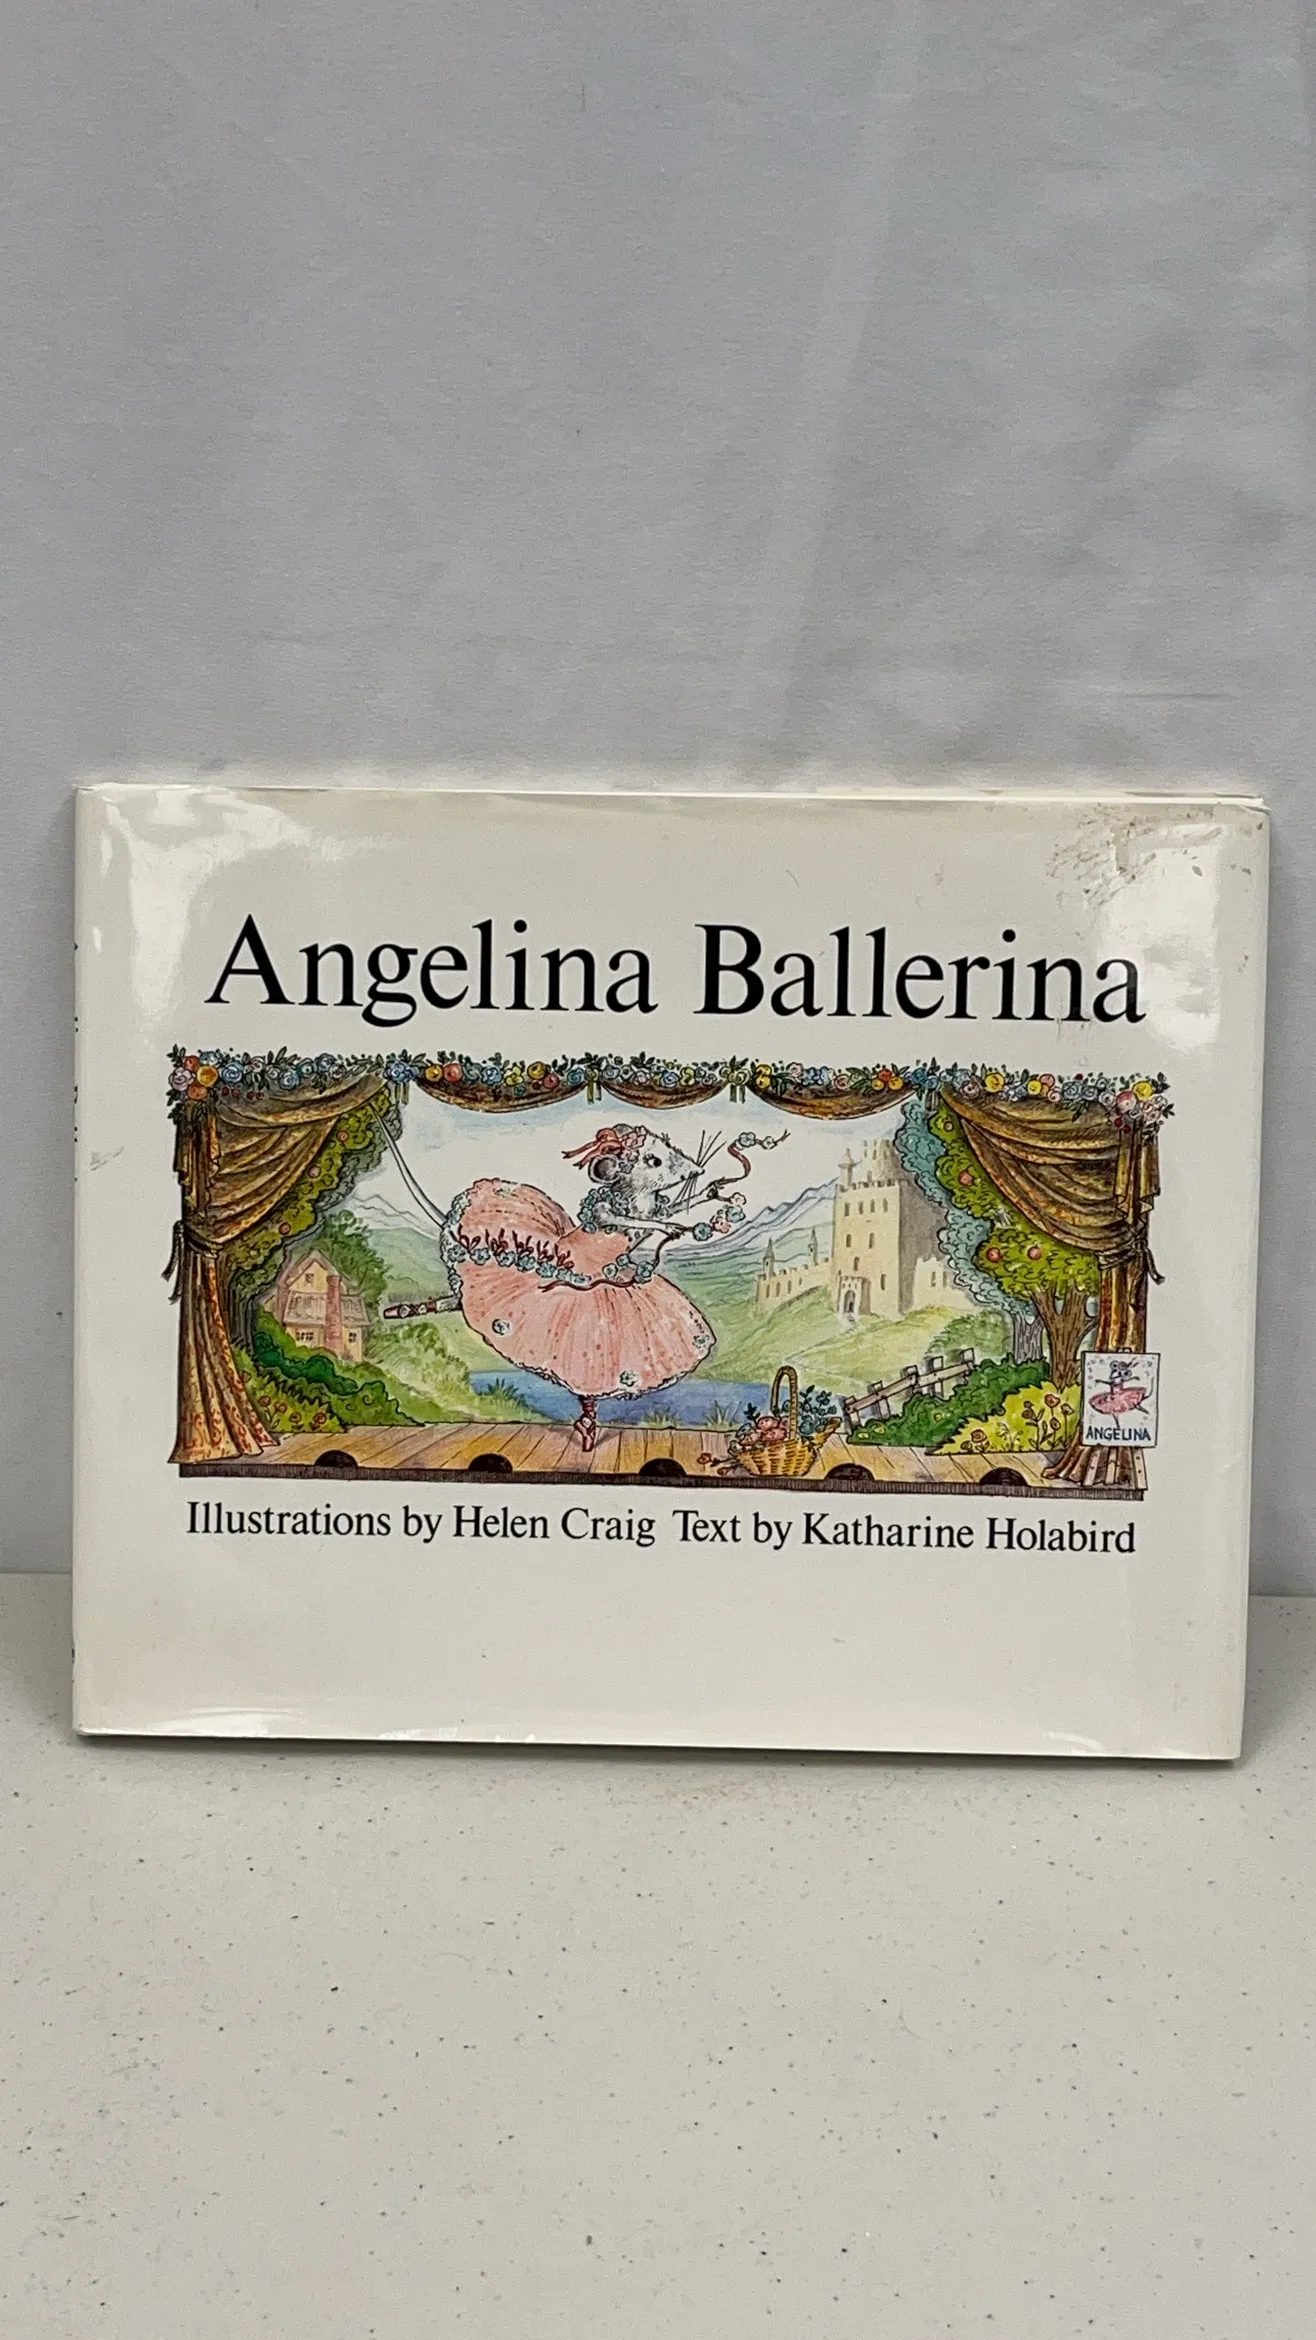 Angelina Ballerina
ANGELINA
Illustrations by Helen Craig Text by Katharine Holabird